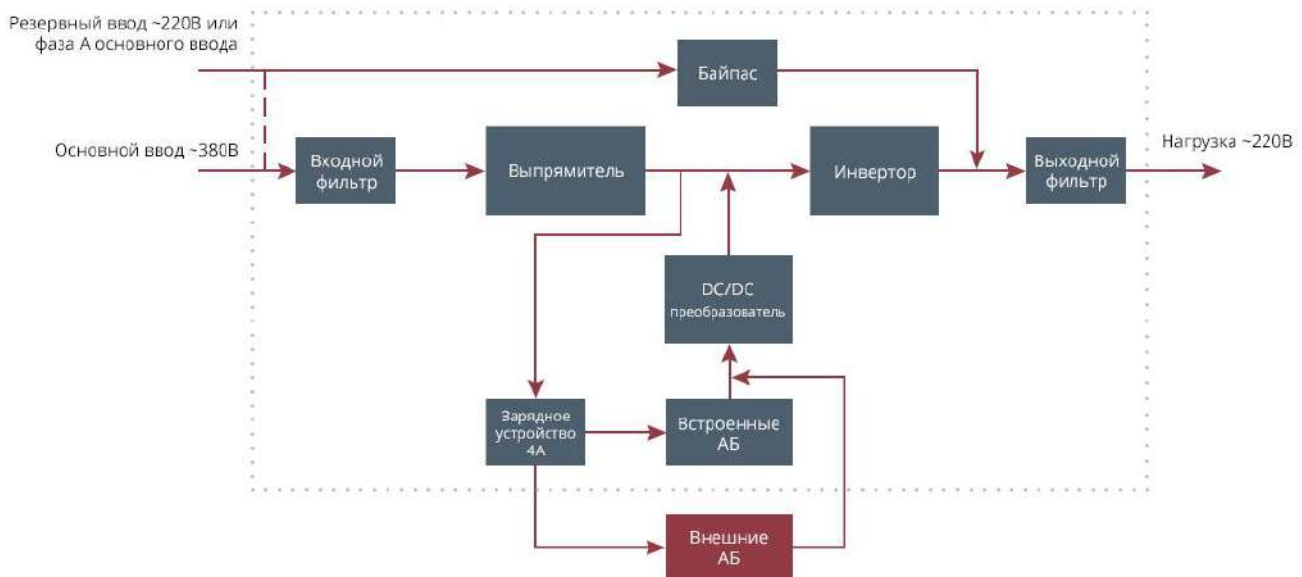 Резервный ввод ~220В или
фаза А основного ввода
Байпас
Основной ввод ~380В
Входной
фильтр
Выпрямитель
Инвертор
Выходной
фильтр
Нагрузка ~220В
DC/DC
преобразователь
Зарядное
устройство
4А
Встроенные
АБ
Внешние
АБ